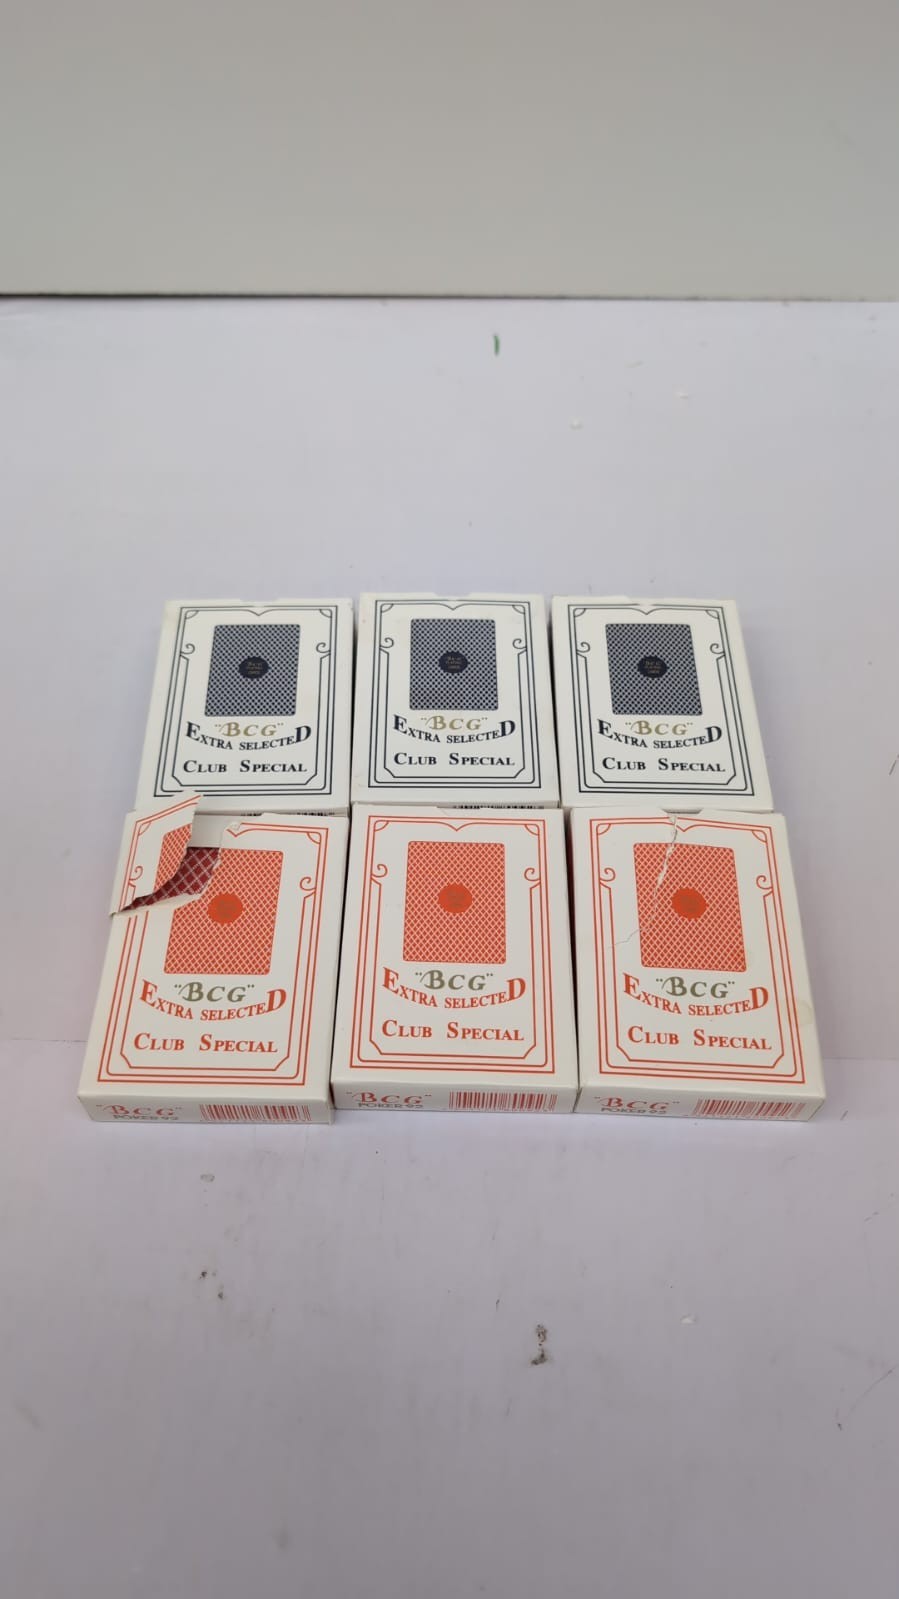 "BCG"
EXTRA SELECTED
CLUB SPECIAL
"BCG"
EXTRA SELECTED
CLUB SPECIAL
"BCG"
EXTRA SELECTED
CLUB SPECIAL
"BCG"
EXTRA SELECTED
CLUB SPECIAL
"BCG"
POKER 92
"BCG"
EXTRA SELECTED
CLUB SPECIAL
"BCG"
POKER 92
"BCG"
EXTRA SELECTED
CLUB SPECIAL
"BCG"
POKER 92